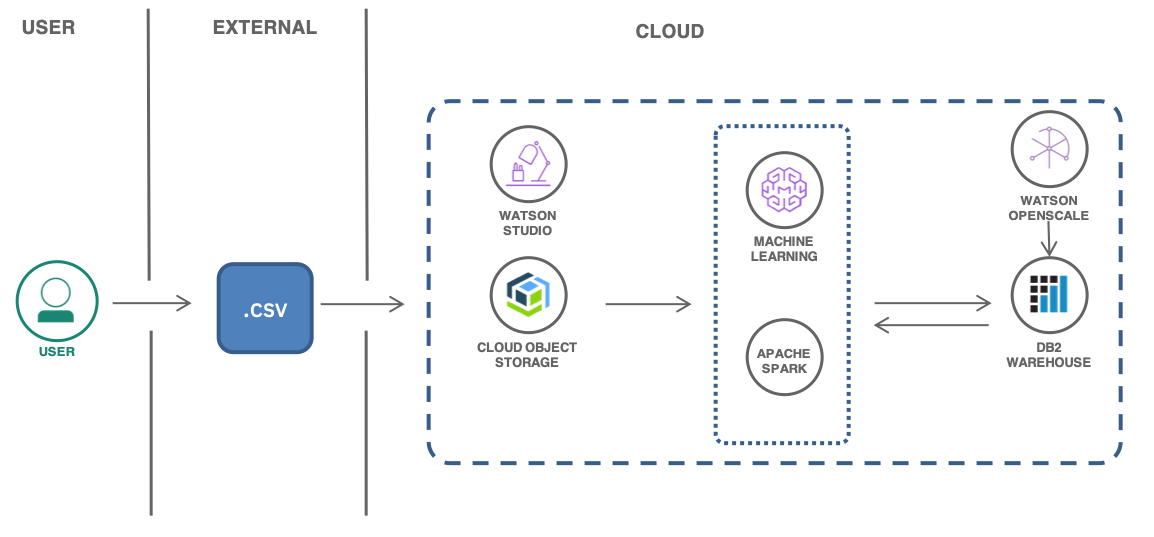 USER
EXTERNAL
CLOUD
WATSON
STUDIO
MACHINE
LEARNING
WATSON
OPENSCALE
USER
.CSV
CLOUD OBJECT
STORAGE
APACHE
SPARK
DB2
WAREHOUSE